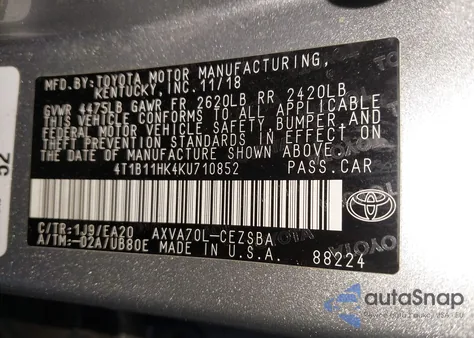 MFD.BY:TOYOTA MOTOR MANUFACTURING,
KENTUCKY, INC. 11/18
GVWR 4475LB GAWR FR 2620LB RR 2420LB
THIS VEHICLE CONFORMS TO ALL APPLICABLE
FEDERAL MOTOR VEHICLE SAFETY BUMPER,AND
THEFT PREVENTION STANDARDS IN EFFECT ON
THE DATE OF MANUFACTURE SHOWN ABOVE.
4T1B11HK4KU710852 PASS.CAR
C/TR:1J9/EA20 AXVA70L-CEZSBA
A/TM:-02A/UB80E MADE IN U.S.A. 88224
TOYOTA
52
autoSnap